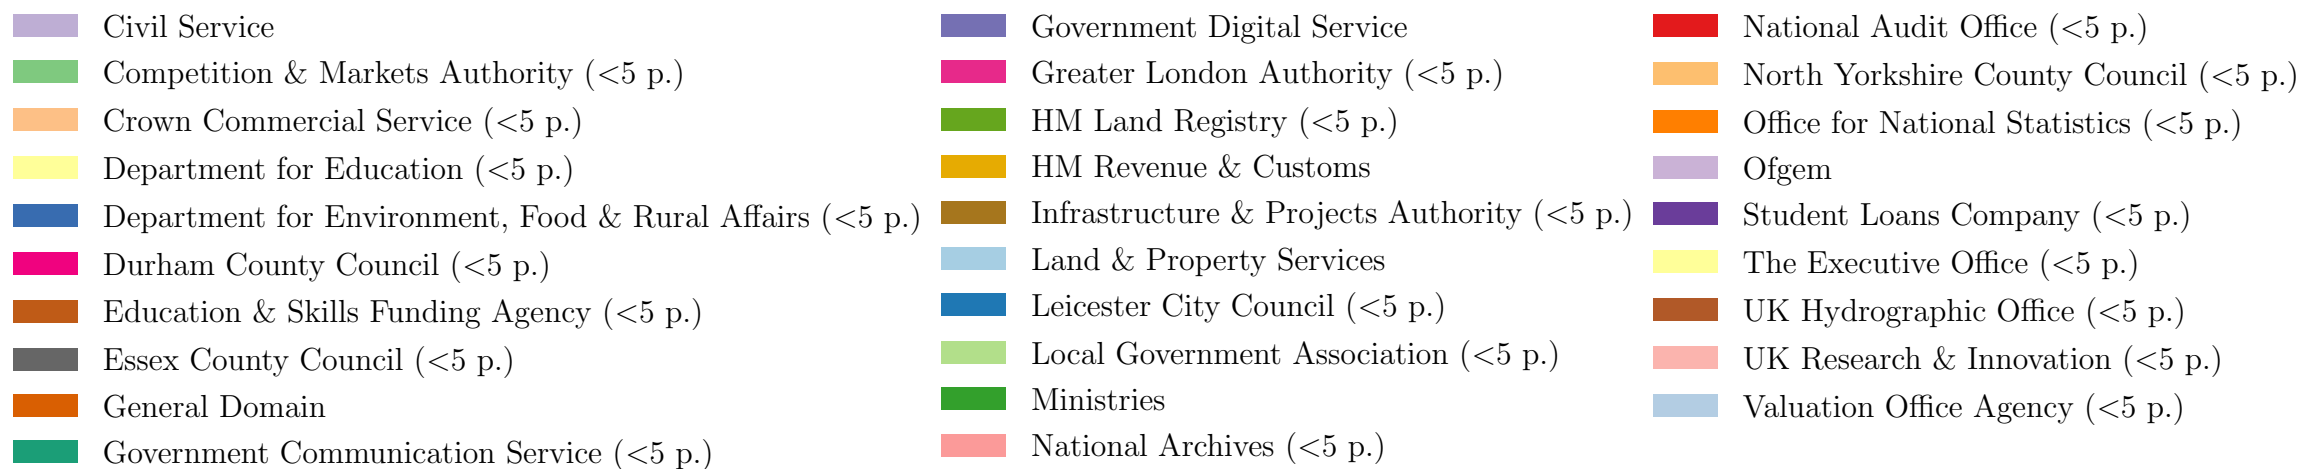 Civil Service
Competition & Markets Authority (<5 p.)
Crown Commercial Service (<5 p.)
Department for Education (<5 p.)
Department for Environment, Food & Rural Affairs (<5 p.)
Durham County Council (<5 p.)
Education & Skills Funding Agency (<5 p.)
Essex County Council (<5 p.)
General Domain
Government Communication Service (<5 p.)
Government Digital Service
Greater London Authority (<5 p.)
HM Land Registry (<5 p.)
HM Revenue & Customs
Infrastructure & Projects Authority (<5 p.)
Land & Property Services
Leicester City Council (<5 p.)
Local Government Association (<5 p.)
Ministries
National Archives (<5 p.)
National Audit Office (<5 p.)
North Yorkshire County Council (<5 p.)
Office for National Statistics (<5 p.)
Ofgem
Student Loans Company (<5 p.)
The Executive Office (<5 p.)
UK Hydrographic Office (<5 p.)
UK Research & Innovation (<5 p.)
Valuation Office Agency (<5 p.)